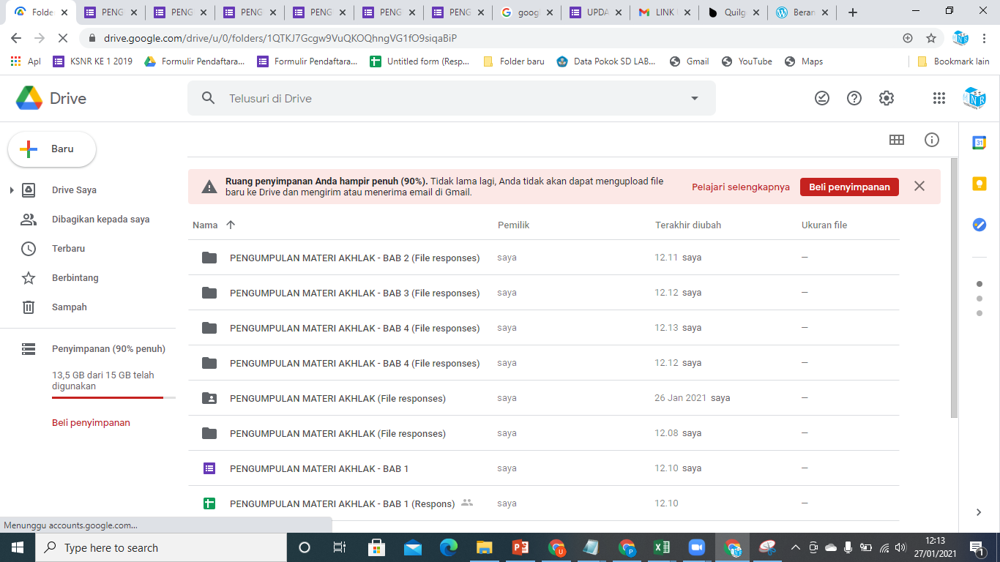 Folde
PENG
PENG
PENG
PENG
PENG
PENG
googl
UPDA
LINK
Quilg
Beran
drive.google.com/drive/u/0/folders/1QTKJ7Gcgw9VuQKOQhngVG1fO9siqaBiP
Apl
KSNR KE 1 2019
Formulir Pendaftara...
Formulir Pendaftara...
Untitled form (Resp...
Folder baru
Data Pokok SD LAB...
Gmail
YouTube
Maps
Bookmark lain
Drive
Telusuri di Drive
Baru
Drive Saya
Dibagikan kepada saya
Terbaru
Berbintang
Sampah
Penyimpanan (90% penuh)
13,5 GB dari 15 GB telah
digunakan
Beli penyimpanan
Ruang penyimpanan Anda hampir penuh (90%). Tidak lama lagi, Anda tidak akan dapat mengupload file
baru ke Drive dan mengirim atau menerima email di Gmail.
Pelajari selengkapnya
Beli penyimpanan
Nama Pemilik Terakhir diubah Ukuran file
PENGUMPULAN MATERI AKHLAK - BAB 2 (File responses) saya 12.11 saya —
PENGUMPULAN MATERI AKHLAK - BAB 3 (File responses) saya 12.12 saya —
PENGUMPULAN MATERI AKHLAK - BAB 4 (File responses) saya 12.13 saya —
PENGUMPULAN MATERI AKHLAK - BAB 4 (File responses) saya 12.12 saya —
PENGUMPULAN MATERI AKHLAK (File responses) saya 26 Jan 2021 saya —
PENGUMPULAN MATERI AKHLAK (File responses) saya 12.08 saya —
PENGUMPULAN MATERI AKHLAK - BAB 1 saya 12.10 saya —
PENGUMPULAN MATERI AKHLAK - BAB 1 (Respons) saya 12.10 —
31
Menunggu accounts.google.com...
Type here to search
12:13
27/01/2021
1